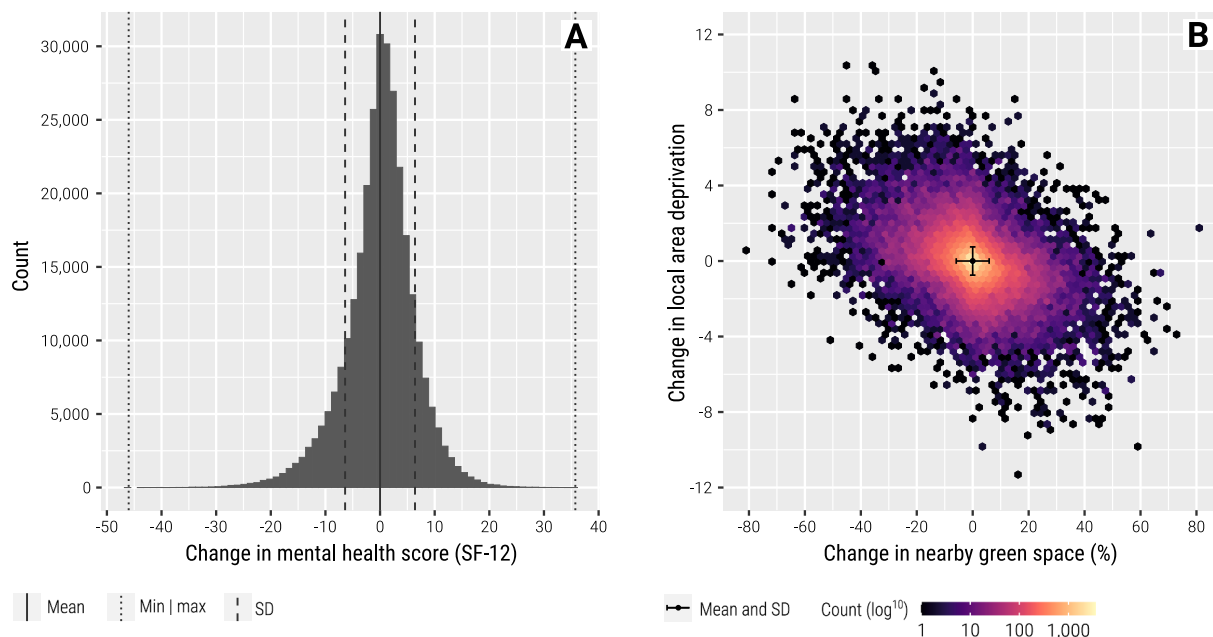 A
30,000
25,000
20,000
15,000
10,000
5,000
0
Count
-50 -40 -30 -20 -10 0 10 20 30 40
Change in mental health score (SF-12)
Mean Min | max SD
B
12
8
4
0
-4
-8
-12
Change in local area deprivation
-80 -60 -40 -20 0 20 40 60 80
Change in nearby green space (%)
Mean and SD Count (log¹⁰)
1 10 100 1.000